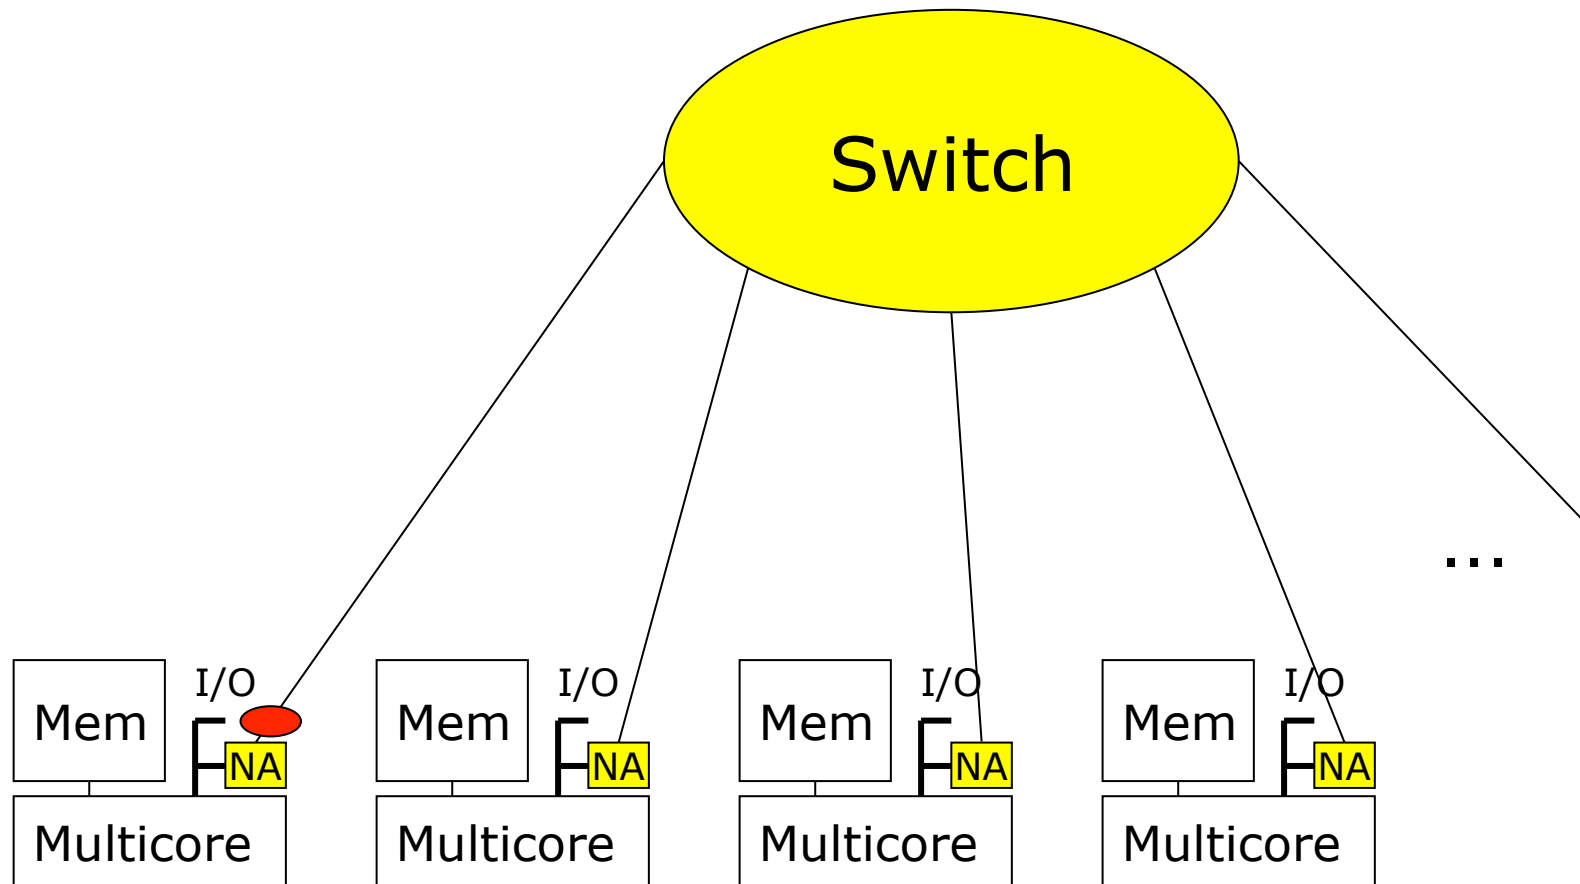 Switch
...
I/O I/O I/O I/O
Mem Mem Mem Mem
NA NA NA NA
Multicore Multicore Multicore Multicore